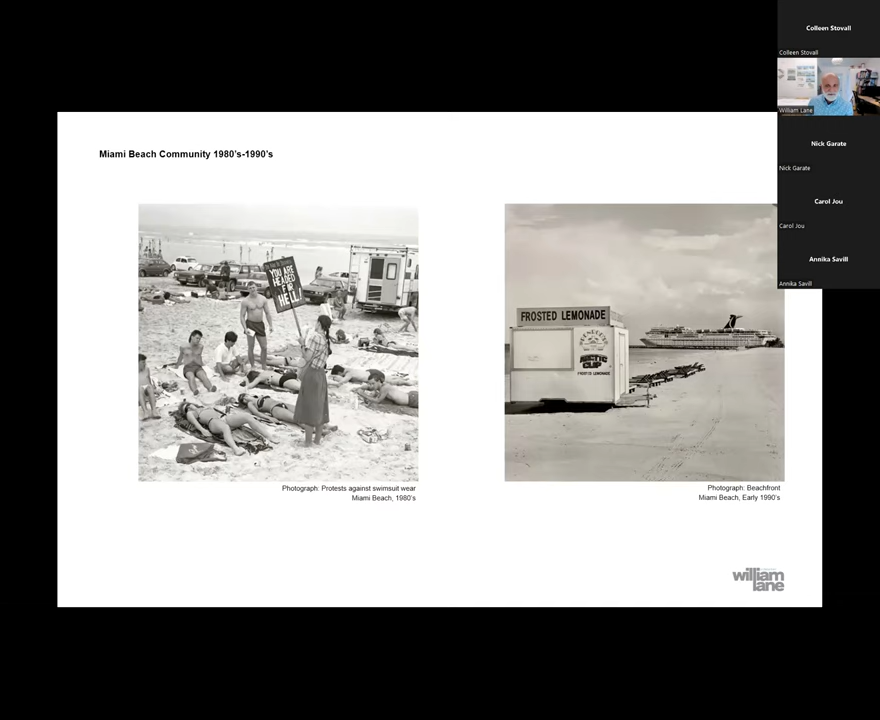 Colleen Stovall
Colleen Stovall
William Lane
Nick Garate
Nick Garate
Carol Jou
Carol Jou
Annika Savill
Annika Savill
Miami Beach Community 1980's-1990's
YOU ARE
HEADED
FOR
HELL!
FROSTED LEMONADE
ARCTIC
CUP
FROSTED LEMONADE
Photograph: Protests against swimsuit wear
Miami Beach, 1980's
Photograph: Beachfront
Miami Beach, Early 1990's
william
lane